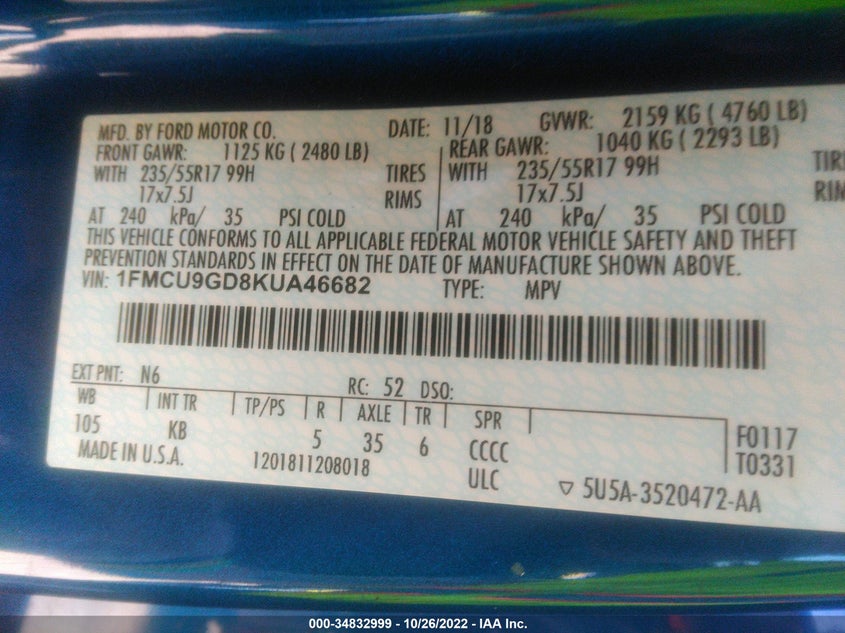 MFD. BY FORD MOTOR CO. DATE: 11/18 GVWR: 2159 KG ( 4760 LB)
FRONT GAWR: 1125 KG ( 2480 LB) REAR GAWR: 1040 KG ( 2293 LB)
WITH 235/55R17 99H TIRES WITH 235/55R17 99H TIRE
17x7.5J RIMS 17x7.5J RIM
AT 240 kPa/ 35 PSI COLD AT 240 kPa/ 35 PSI COLD
THIS VEHICLE CONFORMS TO ALL APPLICABLE FEDERAL MOTOR VEHICLE SAFETY AND THEFT
PREVENTION STANDARDS IN EFFECT ON THE DATE OF MANUFACTURE SHOWN ABOVE.
VIN: 1FMCU9GD8KUA46682 TYPE: MPV
EXT PNT: N6 RC: 52 DSO:
WB INT TR TP/PS R AXLE TR SPR
105 KB 5 35 6 CCCC F0117
MADE IN U.S.A. 1201811208018 ULC T0331
▽ 5U5A-3520472-AA
000-34832999 - 10/26/2022 - IAA Inc.